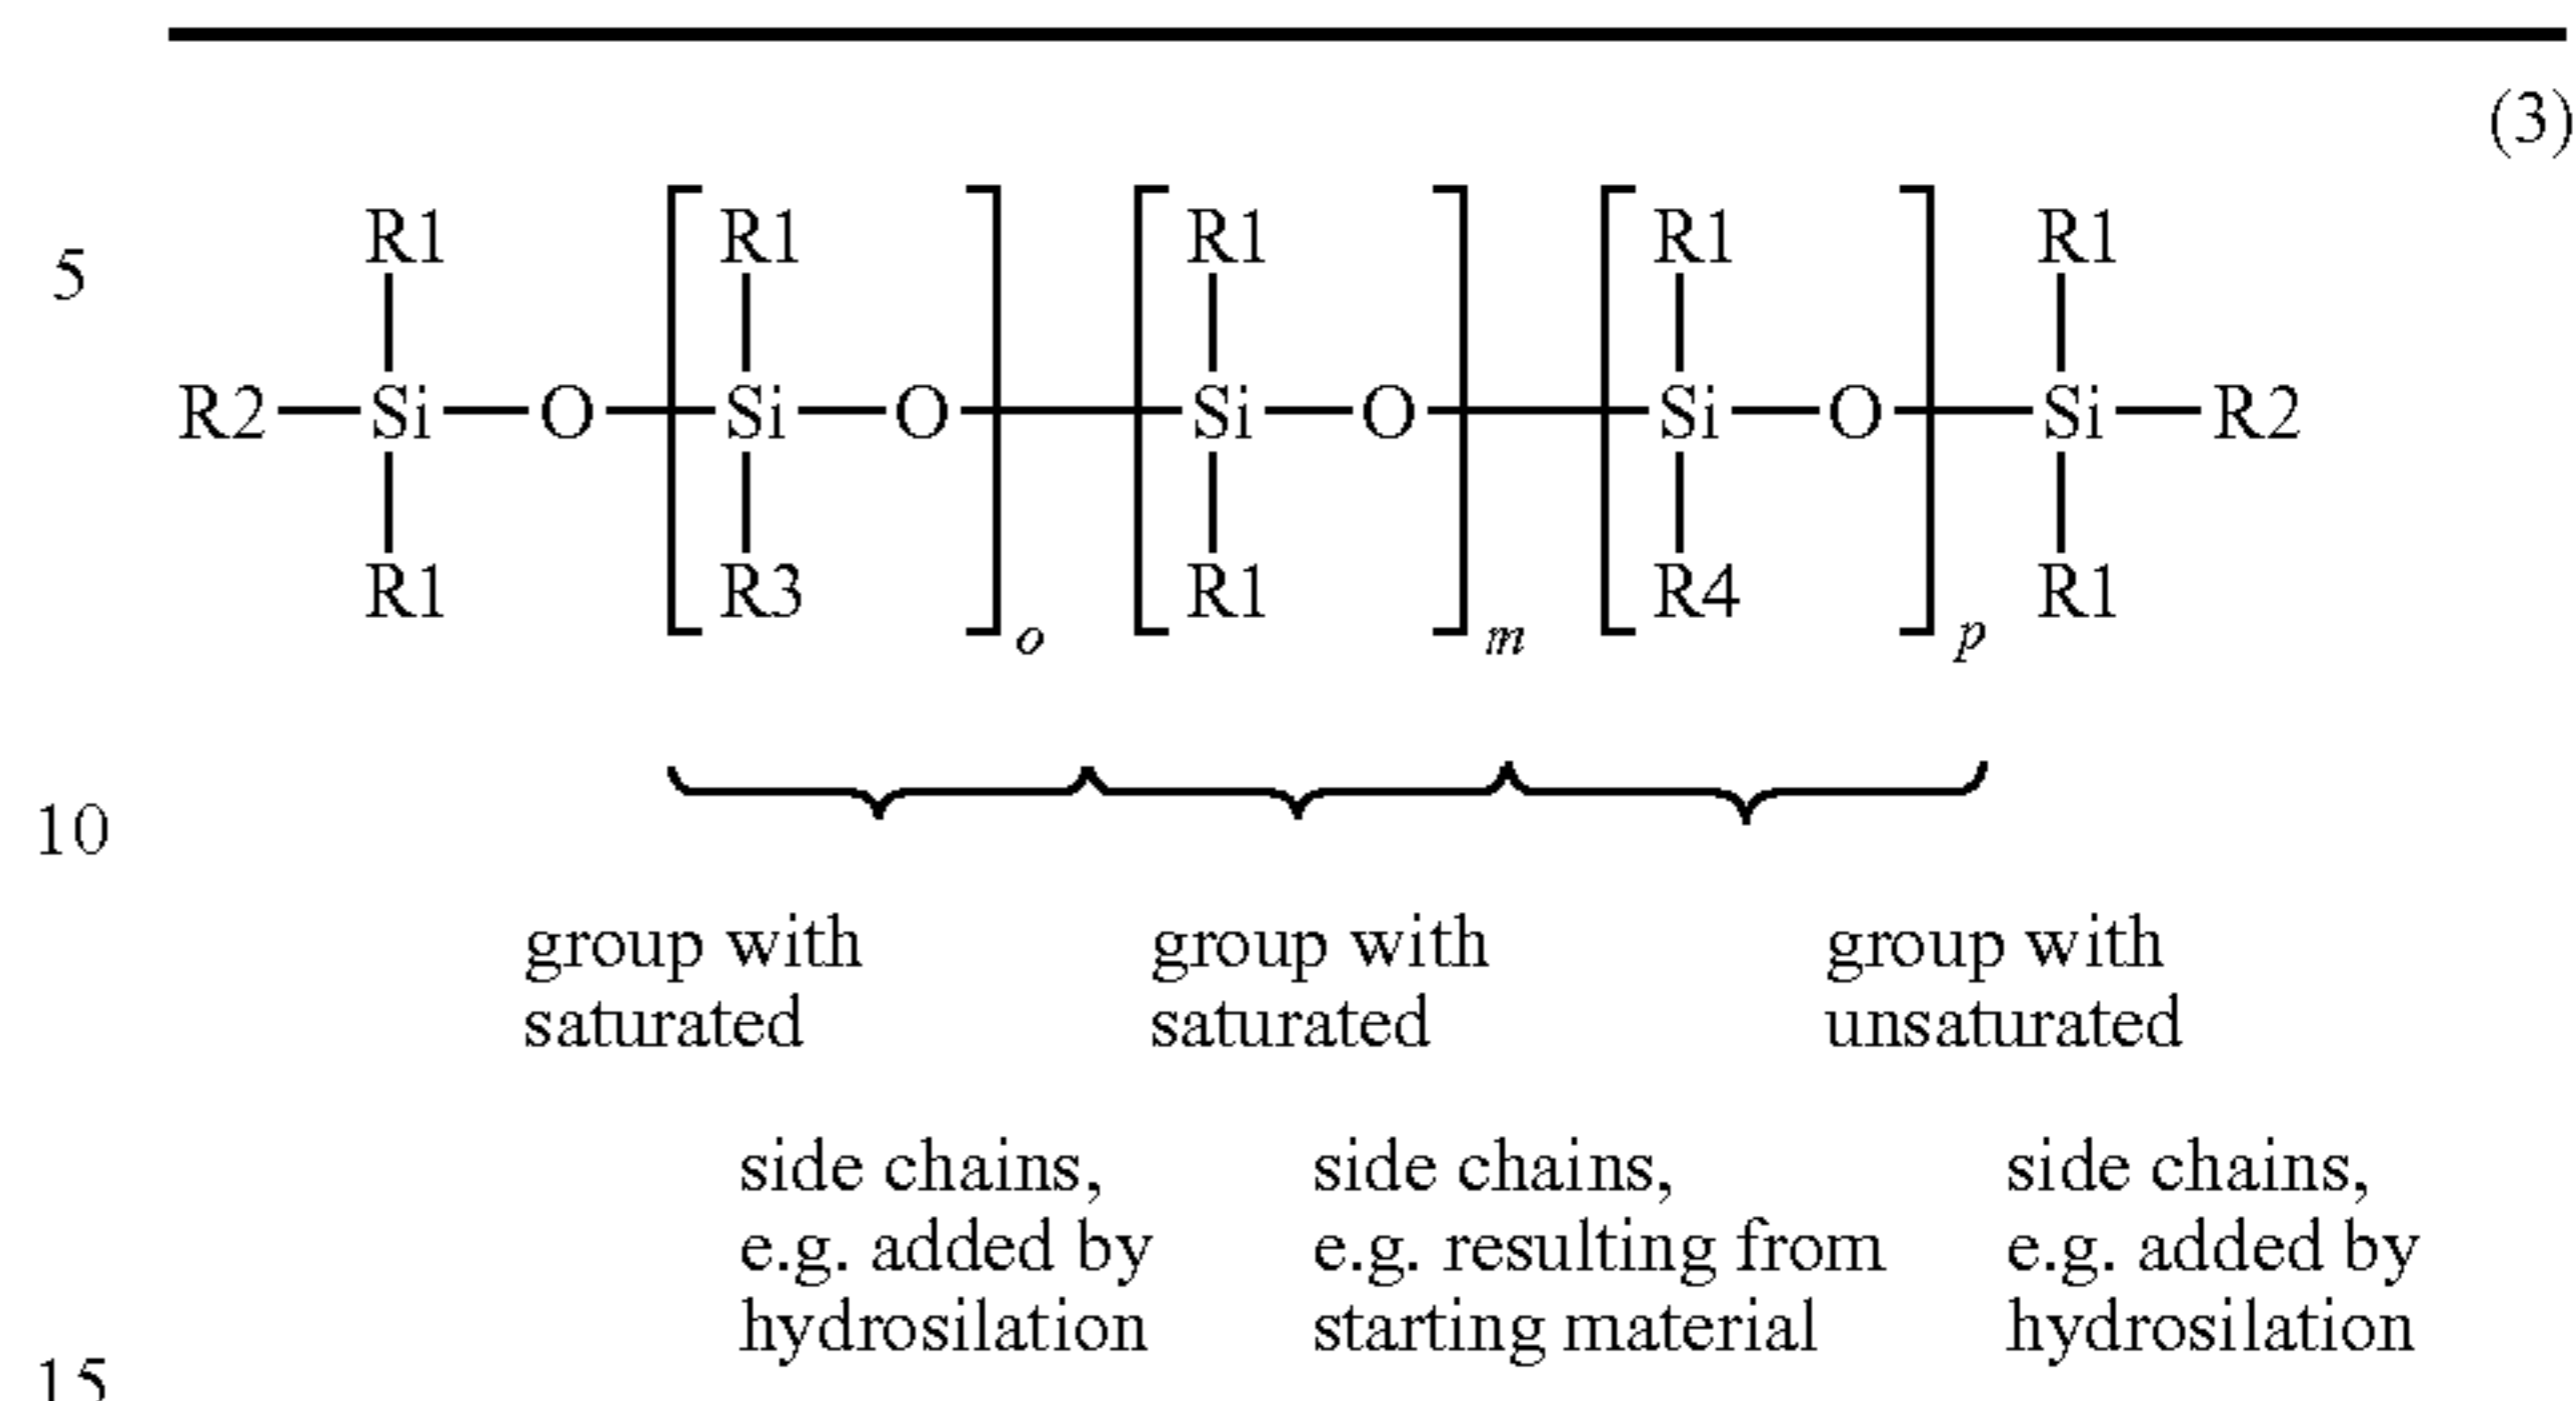 (3)
5
R1 R1 R1 R1 R1
R2—Si—O—[Si—O]—[Si—O]—[Si—O]—Si—R2
R1 R3 R1 R4 R1
o m p
10
group with group with group with
saturated saturated unsaturated
side chains, side chains, side chains,
e.g. added by e.g. resulting from e.g. added by
hydrosilation starting material hydrosilation
15